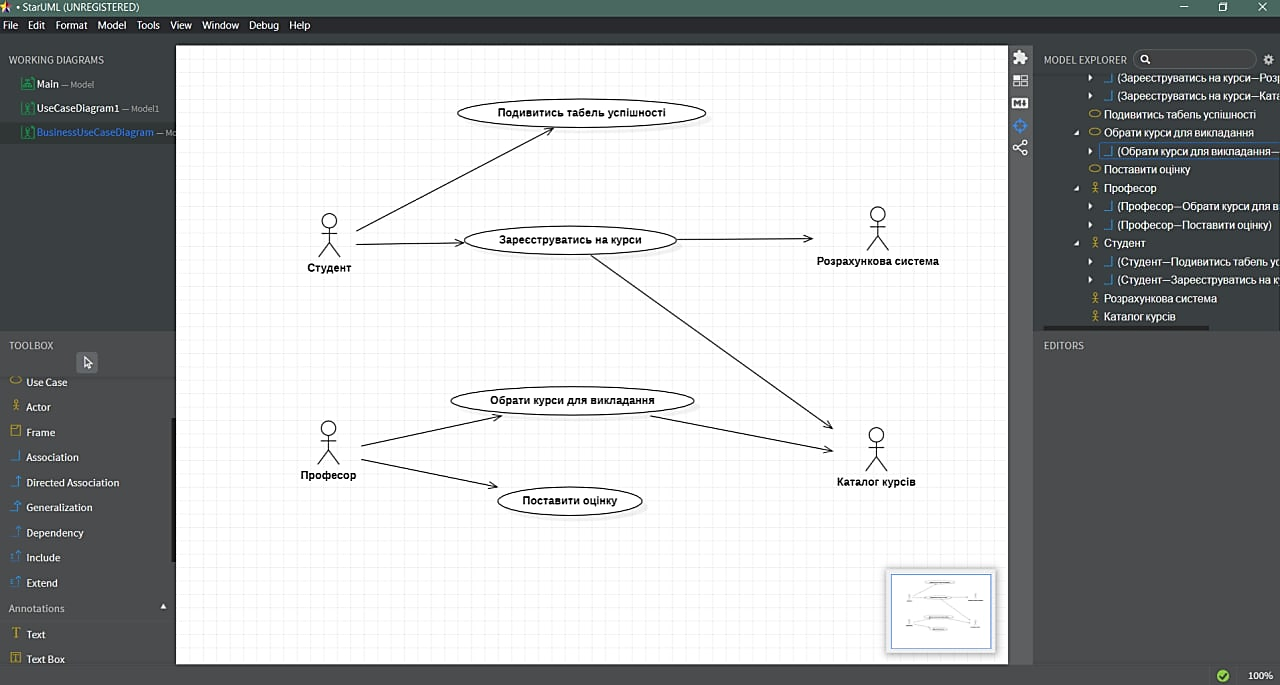 • StarUML (UNREGISTERED)
File Edit Format Model Tools View Window Debug Help
WORKING DIAGRAMS
Main — Model
UseCaseDiagram1 — Model1
BusinessUseCaseDiagram — Mo
TOOLBOX
Use Case
Actor
Frame
Association
Directed Association
Generalization
Dependency
Include
Extend
Annotations
Text
Text Box
Подивитись табель успішності
Студент
Зареєструватись на курси
Розрахункова система
Обрати курси для викладання
Професор
Поставити оцінку
Каталог курсів
MODEL EXPLORER
(Зареєструватись на курси—Розр
(Зареєструватись на курси—Ката
Подивитись табель успішності
Обрати курси для викладання
(Обрати курси для викладання—
Поставити оцінку
Професор
(Професор—Обрати курси для в
(Професор—Поставити оцінку)
Студент
(Студент—Подивитись табель ус
(Студент—Зареєструватись на к
Розрахункова система
Каталог курсів
EDITORS
100%